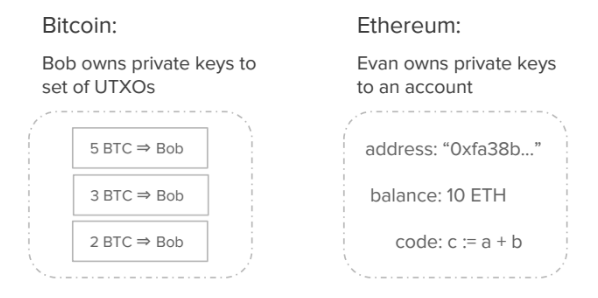 Bitcoin:
Bob owns private keys to
set of UTXOs
5 BTC ⇒ Bob
3 BTC ⇒ Bob
2 BTC ⇒ Bob
Ethereum:
Evan owns private keys
to an account
address: “0xfa38b...”
balance: 10 ETH
code: c := a + b